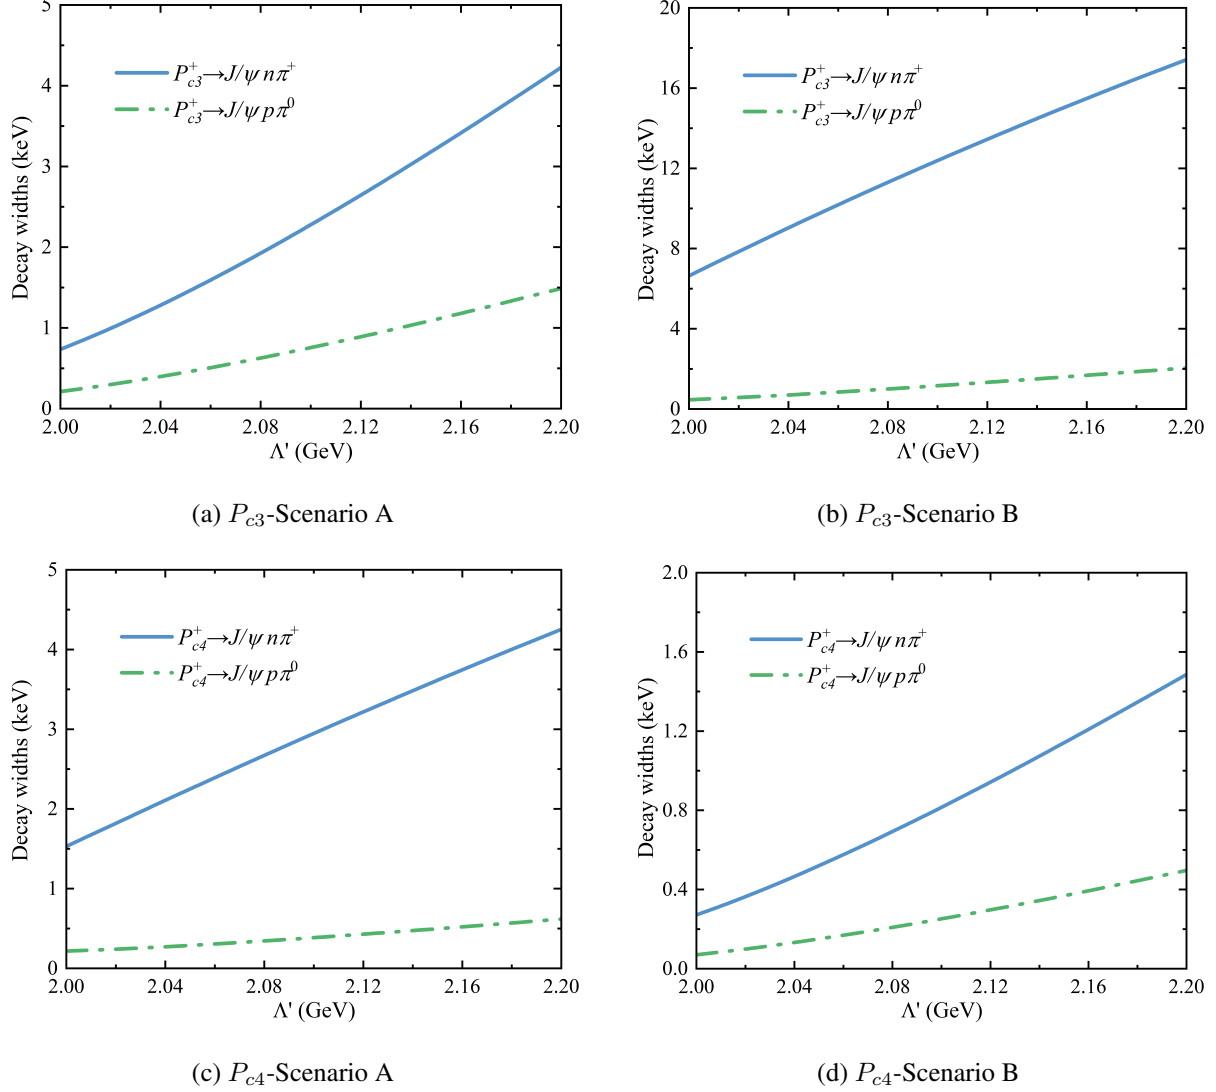 5
4
3
2
1
0
Decay widths (keV)
P⁺c3→J/ψ nπ⁺
P⁺c3→J/ψ pπ⁰
2.00 2.04 2.08 2.12 2.16 2.20
Λ' (GeV)
(a) Pc3-Scenario A
20
16
12
8
4
0
Decay widths (keV)
P⁺c3→J/ψ nπ⁺
P⁺c3→J/ψ pπ⁰
2.00 2.04 2.08 2.12 2.16 2.20
Λ' (GeV)
(b) Pc3-Scenario B
5
4
3
2
1
0
Decay widths (keV)
P⁺c4→J/ψ nπ⁺
P⁺c4→J/ψ pπ⁰
2.00 2.04 2.08 2.12 2.16 2.20
Λ' (GeV)
(c) Pc4-Scenario A
2.0
1.6
1.2
0.8
0.4
0.0
Decay widths (keV)
P⁺c4→J/ψ nπ⁺
P⁺c4→J/ψ pπ⁰
2.00 2.04 2.08 2.12 2.16 2.20
Λ' (GeV)
(d) Pc4-Scenario B